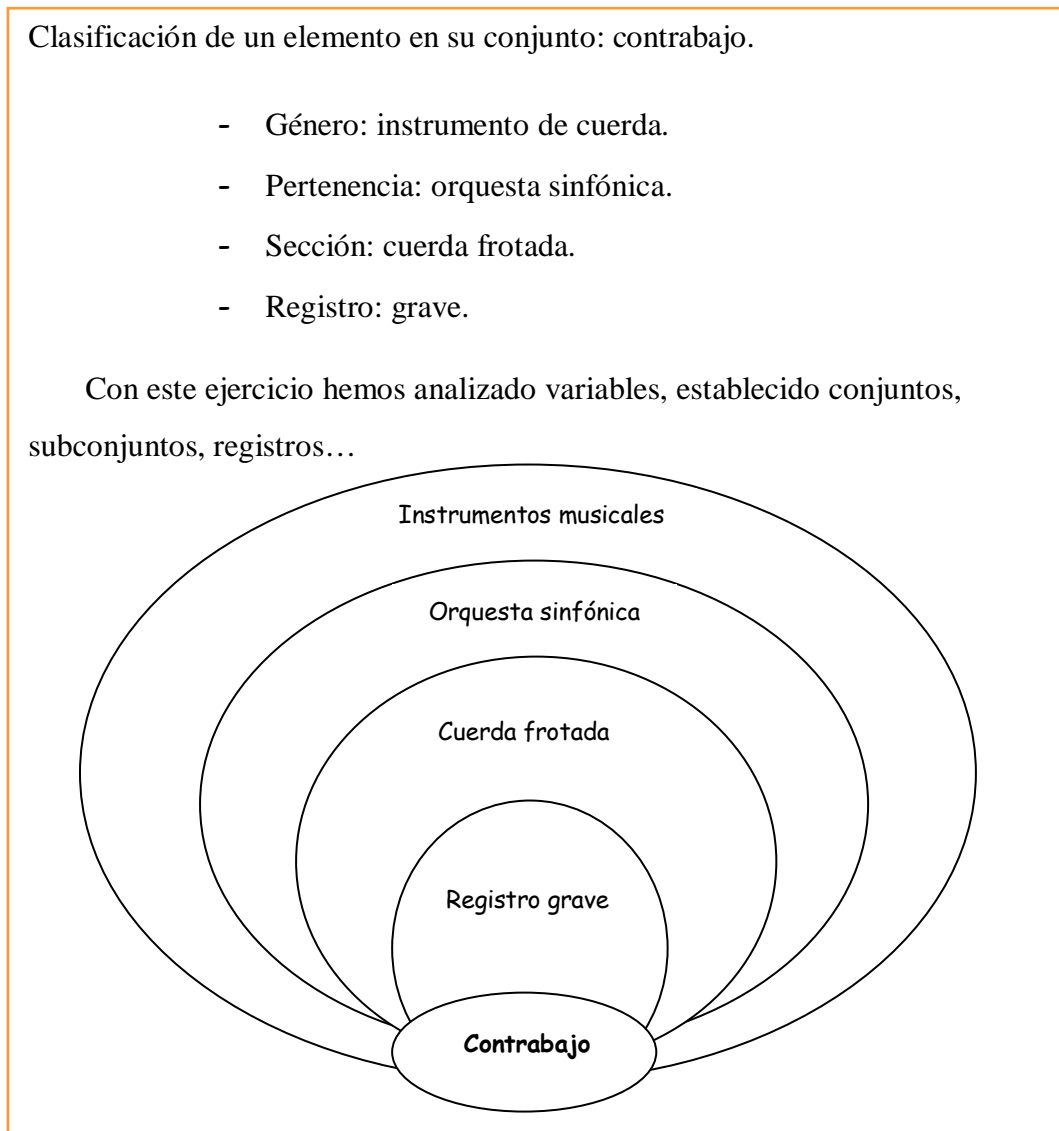 Clasificación de un elemento en su conjunto: contrabajo.
- Género: instrumento de cuerda.
- Pertenencia: orquesta sinfónica.
- Sección: cuerda frotada.
- Registro: grave.
Con este ejercicio hemos analizado variables, establecido conjuntos,
subconjuntos, registros…
Instrumentos musicales
Orquesta sinfónica
Cuerda frotada
Registro grave
Contrabajo